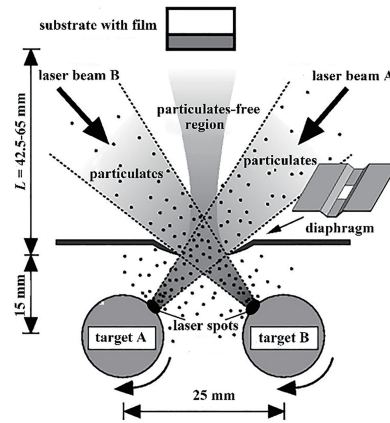 substrate with film
laser beam B
laser beam A
particulates-free
region
particulates
particulates
L = 42.5-65 mm
diaphragm
15 mm
laser spots
target A
target B
25 mm